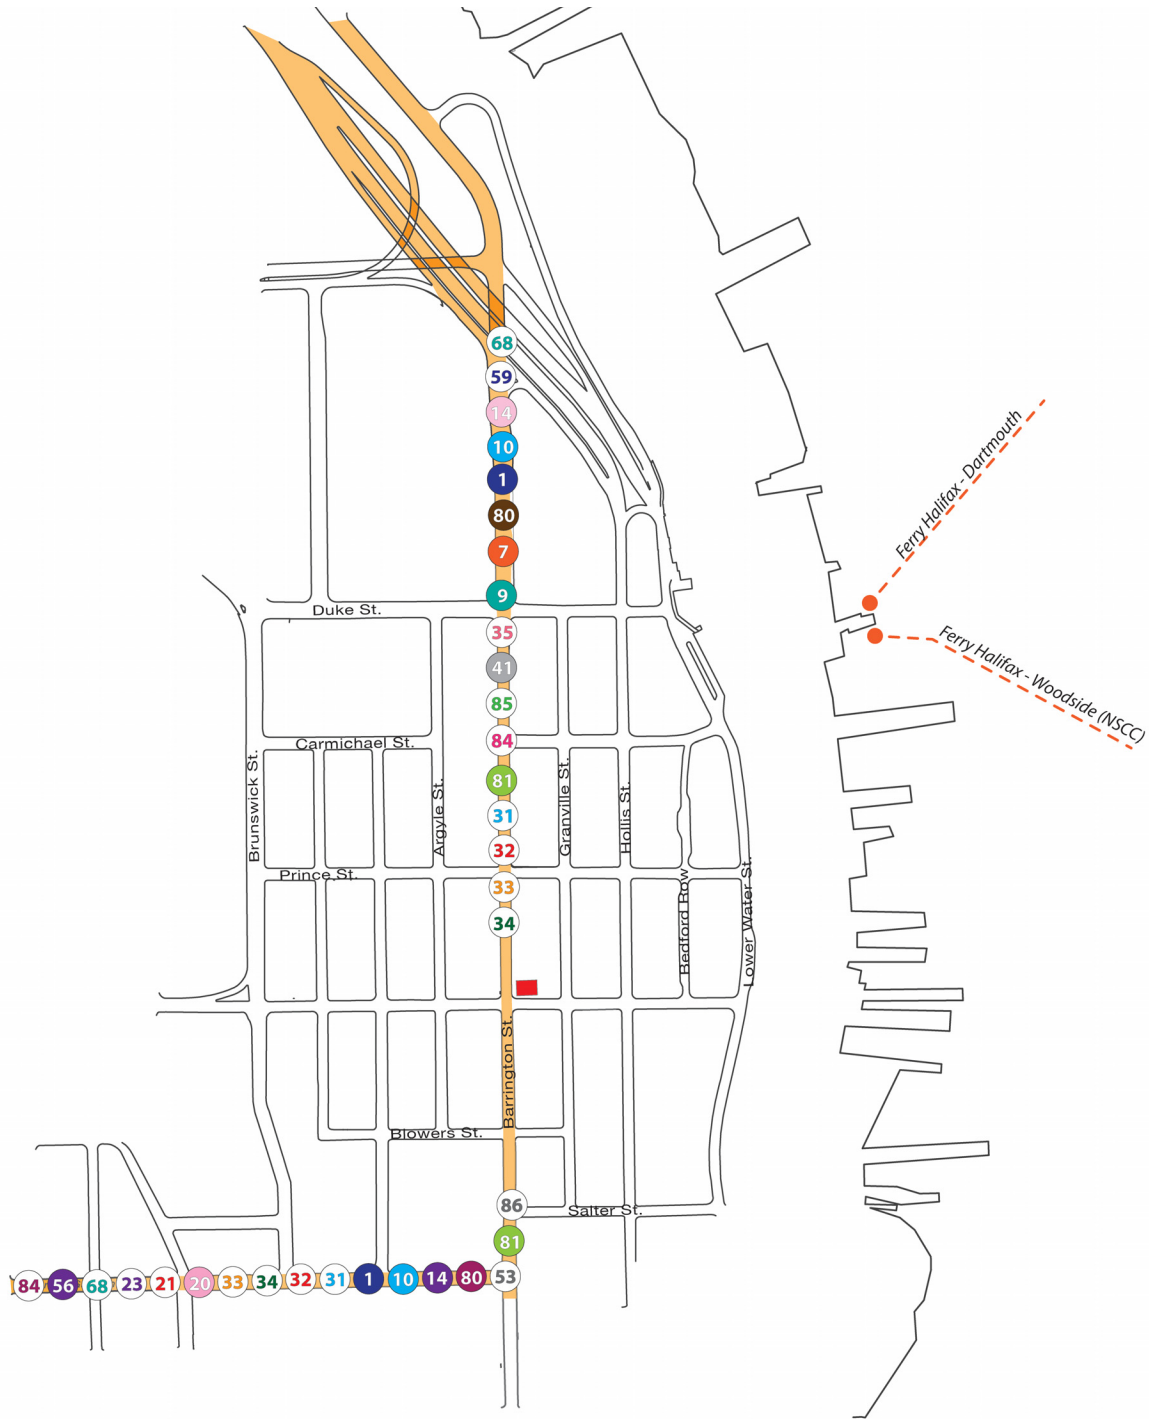 68
59
14
10
1
80
7
9
Ferry Halifax - Dartmouth
Ferry Halifax - Woodside (NSCC)
Duke St.
35
41
85
84
Carmichael St.
81
31
32
Brunswick St.
Argyle St.
Granville St.
Hollis St.
Prince St.
33
34
Bedford Row
Lower Water St.
Barrington St.
Blowers St.
86
Salter St.
81
84 56 68 23 21 20 33 34 32 31 1 10 14 80 53